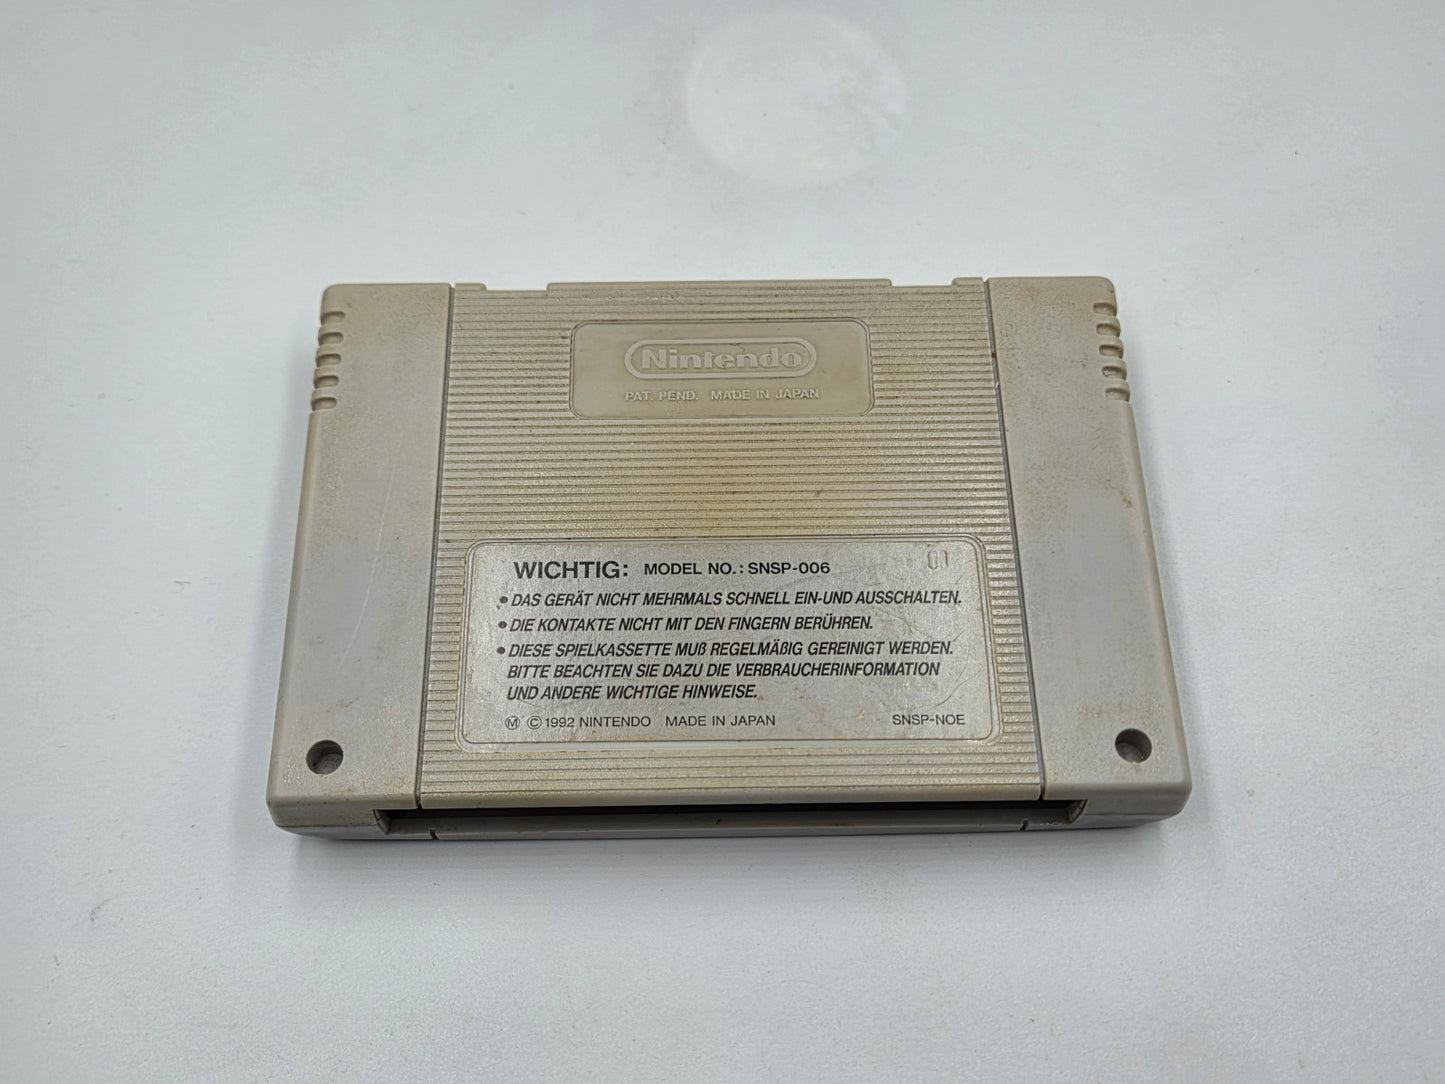 Nintendo
PAT. PEND. MADE IN JAPAN
WICHTIG: MODEL NO.: SNSP-006
01
• DAS GERÄT NICHT MEHRMALS SCHNELL EIN-UND AUSSCHALTEN.
• DIE KONTAKTE NICHT MIT DEN FINGERN BERÜHREN.
• DIESE SPIELKASSETTE MUß REGELMÄßIG GEREINIGT WERDEN.
BITTE BEACHTEN SIE DAZU DIE VERBRAUCHERINFORMATION
UND ANDERE WICHTIGE HINWEISE.
Ⓜ © 1992 NINTENDO MADE IN JAPAN SNSP-NOE